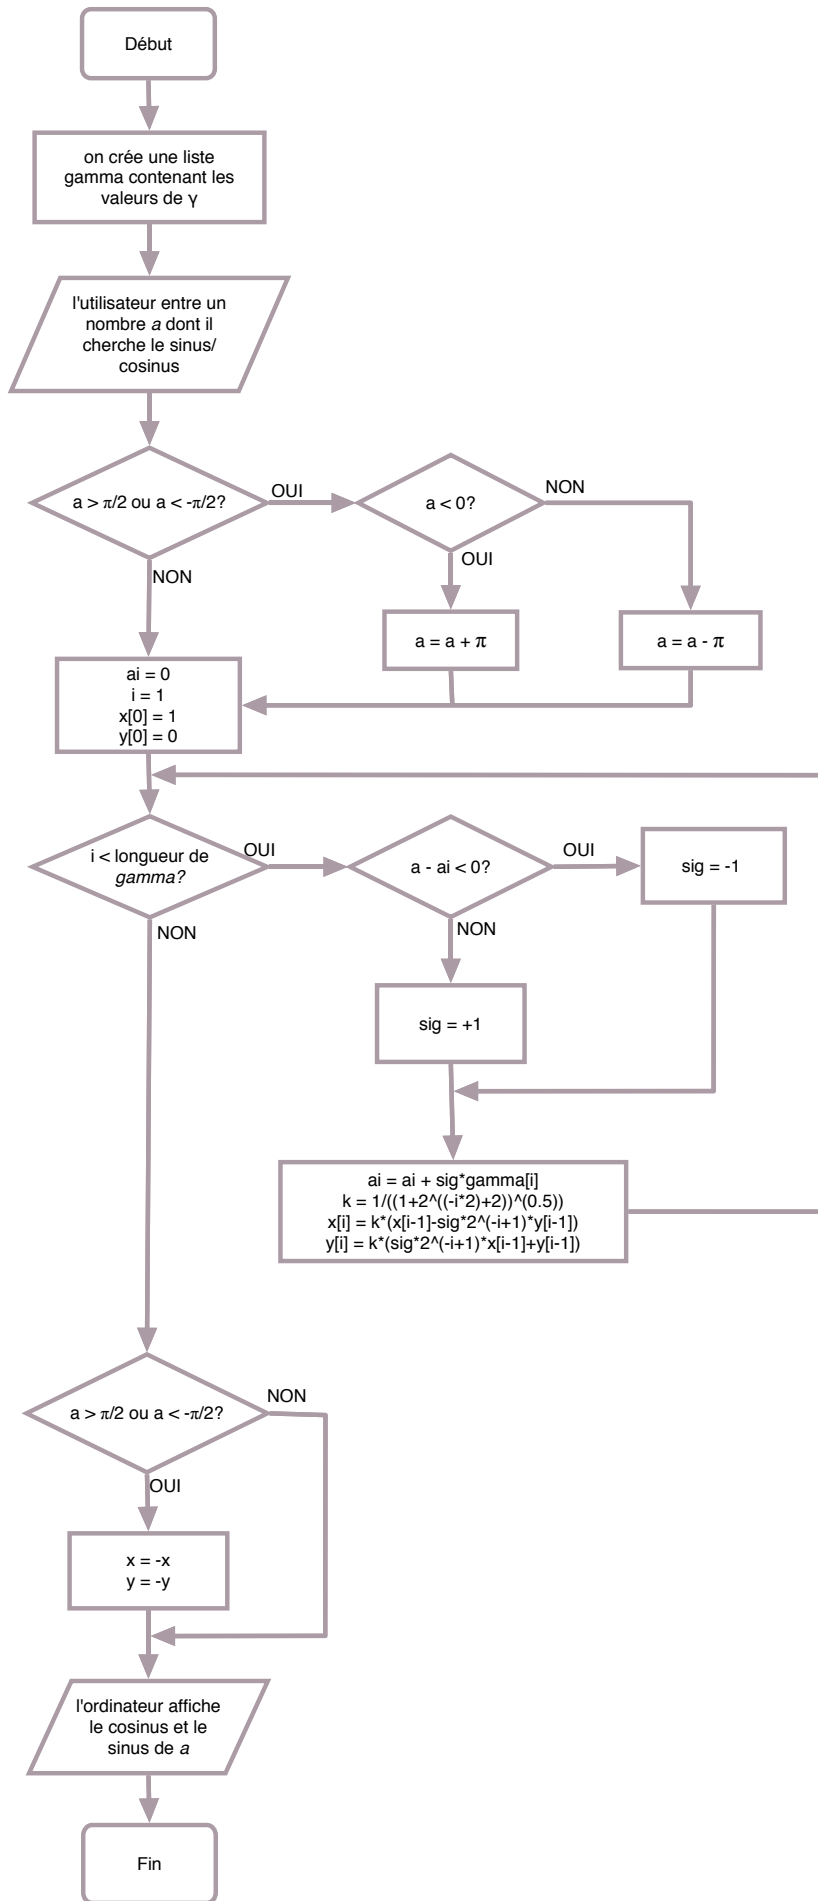 Début
on crée une liste
gamma contenant les
valeurs de γ
l'utilisateur entre un
nombre a dont il
cherche le sinus/
cosinus
a > π/2 ou a < -π/2?
OUI
a < 0?
NON
NON
OUI
a = a + π
a = a - π
ai = 0
i = 1
x[0] = 1
y[0] = 0
i < longueur de
gamma?
OUI
a - ai < 0?
OUI
sig = -1
NON
NON
sig = +1
ai = ai + sig*gamma[i]
k = 1/((1+2^((-i*2)+2))^(0.5))
x[i] = k*(x[i-1]-sig*2^(-i+1)*y[i-1])
y[i] = k*(sig*2^(-i+1)*x[i-1]+y[i-1])
a > π/2 ou a < -π/2?
NON
OUI
x = -x
y = -y
l'ordinateur affiche
le cosinus et le
sinus de a
Fin